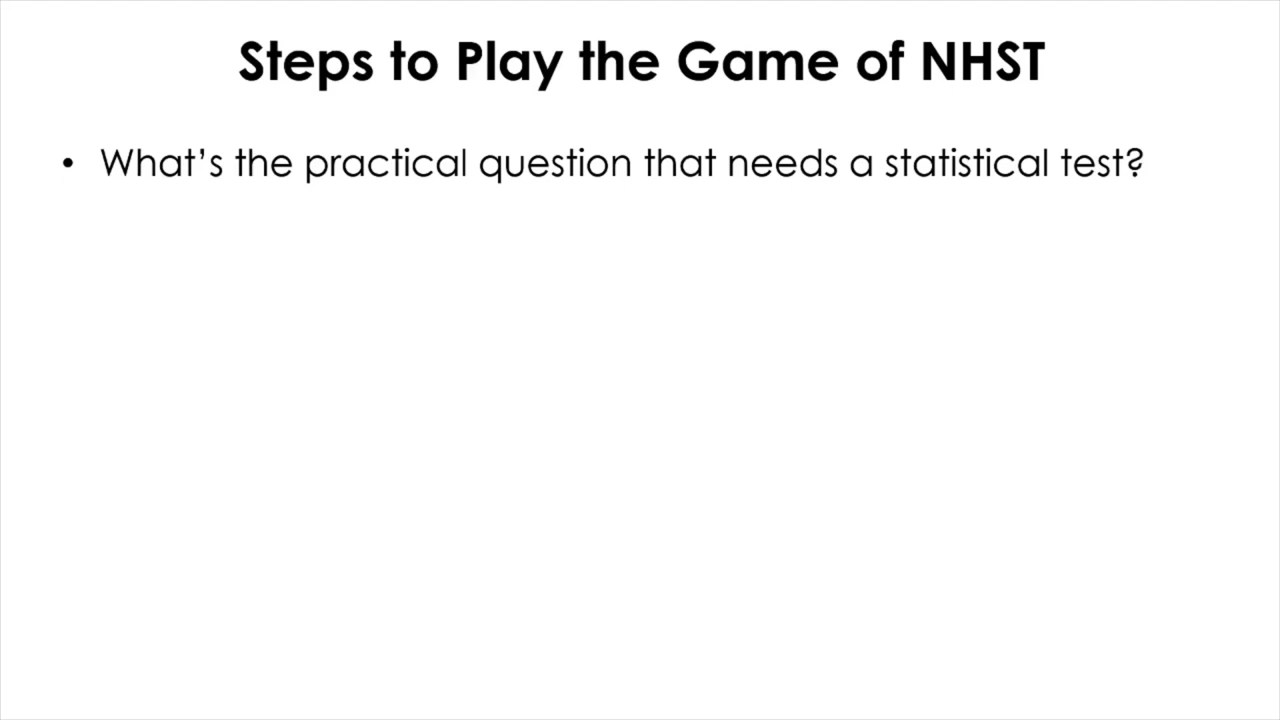 Steps to Play the Game of NHST
• What’s the practical question that needs a statistical test?